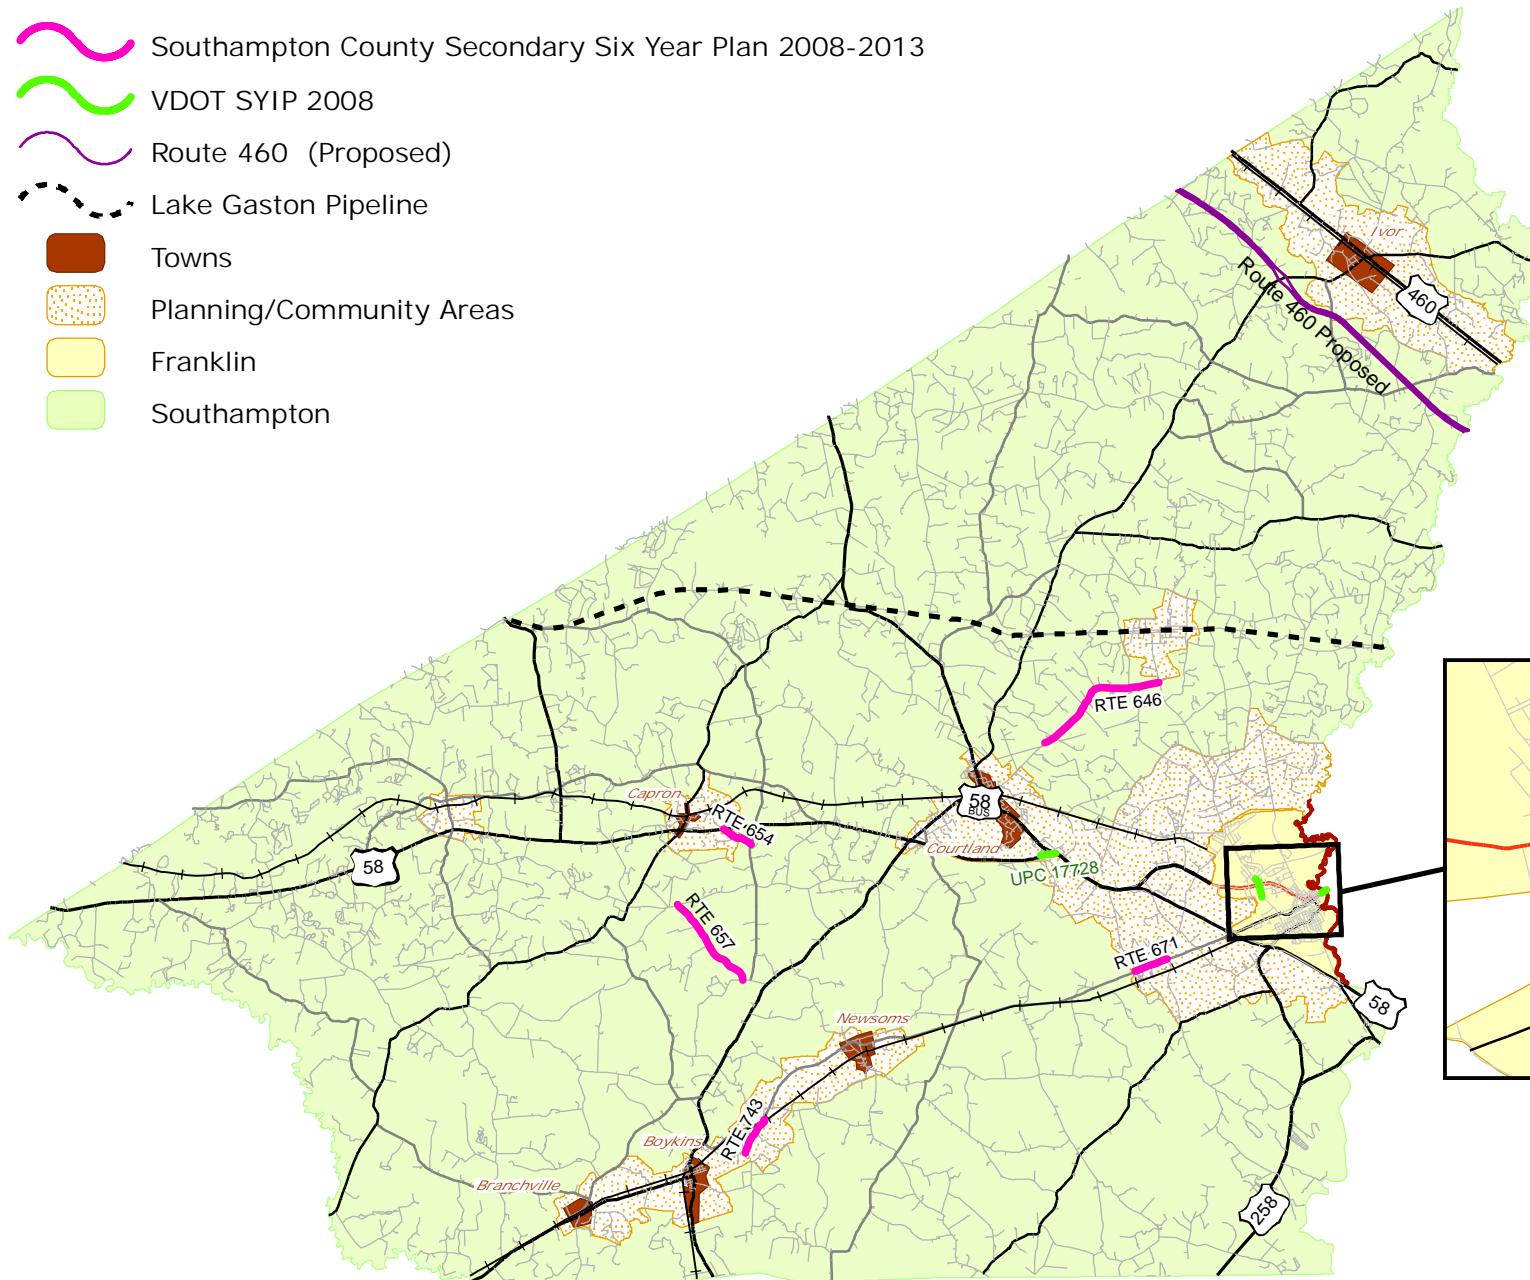 Southampton County Secondary Six Year Plan 2008-2013
VDOT SYIP 2008
Route 460 (Proposed)
Lake Gaston Pipeline
Towns
Planning/Community Areas
Franklin
Southampton
Ivor
460
Route 460 Proposed
RTE 646
Capron
RTE 654
58
BUS
Courtland
58
UPC 17728
RTE 657
RTE 671
58
Newsoms
RTE 743
Boykins
Branchville
258